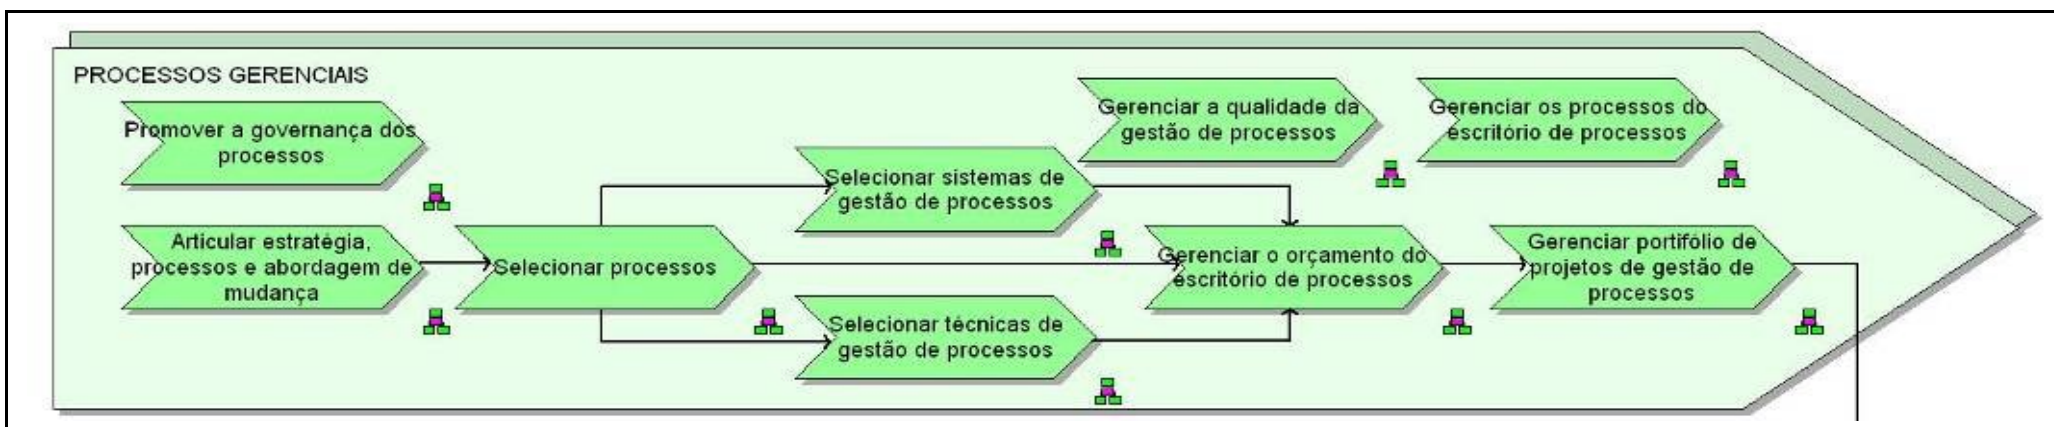 PROCESSOS GERENCIAIS
Promover a governança dos
processos
Gerenciar a qualidade da
gestão de processos
Gerenciar os processos do
escritório de processos
Selecionar sistemas de
gestão de processos
Articular estratégia,
processos e abordagem de
mudança
Selecionar processos
Gerenciar o orçamento do
escritório de processos
Gerenciar portifólio de
projetos de gestão de
processos
Selecionar técnicas de
gestão de processos